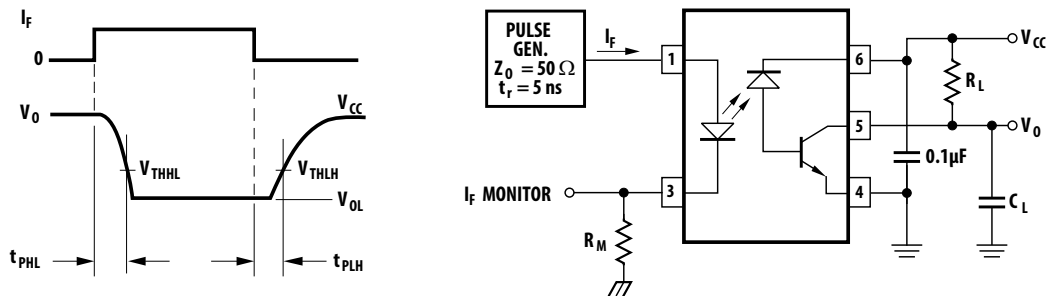 I_F
0
V_O
V_CC
V_THHL
V_THLH
V_OL
t_PHL
t_PLH
PULSE
GEN.
Z_O = 50 Ω
t_r = 5 ns
I_F
1
6
V_CC
R_L
5
V_O
0.1µF
I_F MONITOR
3
4
C_L
R_M